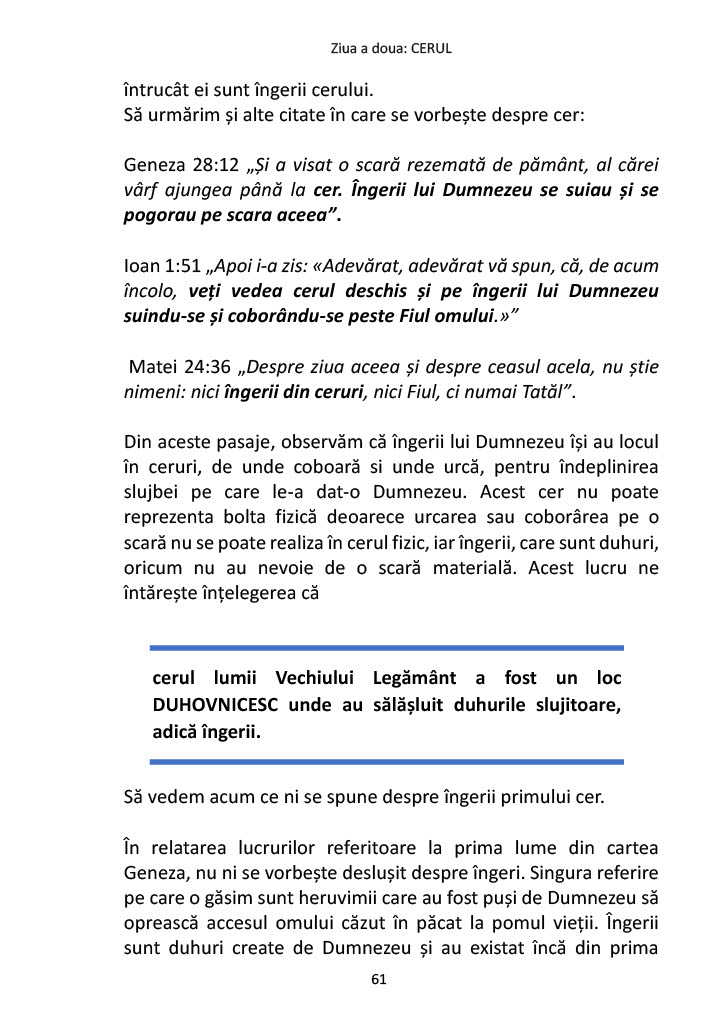 Ziua a doua: CERUL
întrucât ei sunt îngerii cerului.
Să urmărim și alte citate în care se vorbește despre cer:
Geneza 28:12 „Și a visat o scară rezemată de pământ, al cărei
vârf ajungea până la cer. Îngerii lui Dumnezeu se suiau și se
pogorau pe scara aceea”.
Ioan 1:51 „Apoi i-a zis: «Adevărat, adevărat vă spun, că, de acum
încolo, veți vedea cerul deschis și pe îngerii lui Dumnezeu
suindu-se și coborându-se peste Fiul omului.»”
Matei 24:36 „Despre ziua aceea și despre ceasul acela, nu știe
nimeni: nici îngerii din ceruri, nici Fiul, ci numai Tatăl”.
Din aceste pasaje, observăm că îngerii lui Dumnezeu își au locul
în ceruri, de unde coboară si unde urcă, pentru îndeplinirea
slujbei pe care le-a dat-o Dumnezeu. Acest cer nu poate
reprezenta bolta fizică deoarece urcarea sau coborârea pe o
scară nu se poate realiza în cerul fizic, iar îngerii, care sunt duhuri,
oricum nu au nevoie de o scară materială. Acest lucru ne
întărește înțelegerea că
cerul lumii Vechiului Legământ a fost un loc
DUHOVNICESC unde au sălășluit duhurile slujitoare,
adică îngerii.
Să vedem acum ce ni se spune despre îngerii primului cer.
În relatarea lucrurilor referitoare la prima lume din cartea
Geneza, nu ni se vorbește deslușit despre îngeri. Singura referire
pe care o găsim sunt heruvimii care au fost puși de Dumnezeu să
oprească accesul omului căzut în păcat la pomul vieții. Îngerii
sunt duhuri create de Dumnezeu și au existat încă din prima
61